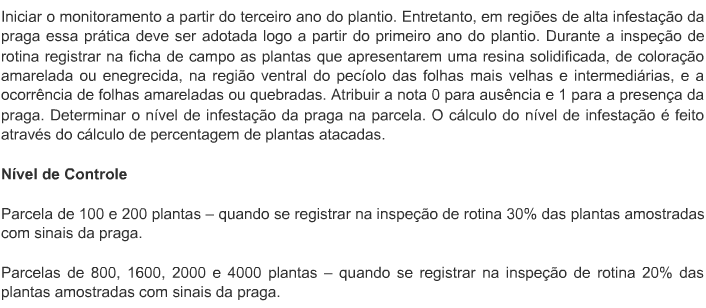 Iniciar o monitoramento a partir do terceiro ano do plantio. Entretanto, em regiões de alta infestação da
praga essa prática deve ser adotada logo a partir do primeiro ano do plantio. Durante a inspeção de
rotina registrar na ficha de campo as plantas que apresentarem uma resina solidificada, de coloração
amarelada ou enegrecida, na região ventral do pecíolo das folhas mais velhas e intermediárias, e a
ocorrência de folhas amareladas ou quebradas. Atribuir a nota 0 para ausência e 1 para a presença da
praga. Determinar o nível de infestação da praga na parcela. O cálculo do nível de infestação é feito
através do cálculo de percentagem de plantas atacadas.
Nível de Controle
Parcela de 100 e 200 plantas – quando se registrar na inspeção de rotina 30% das plantas amostradas
com sinais da praga.
Parcelas de 800, 1600, 2000 e 4000 plantas – quando se registrar na inspeção de rotina 20% das
plantas amostradas com sinais da praga.